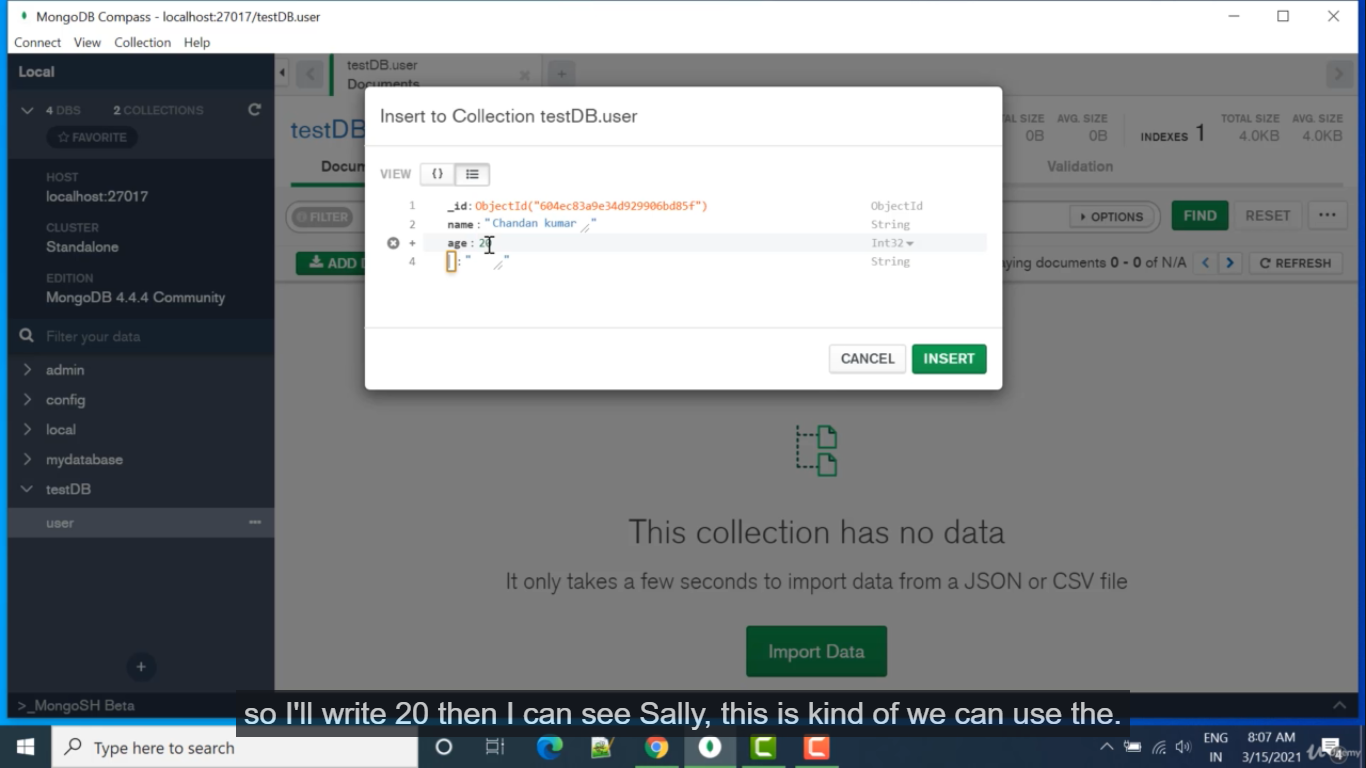 MongoDB Compass - localhost:27017/testDB.user
Connect View Collection Help
Local
4 DBS 2 COLLECTIONS
FAVORITE
HOST
localhost:27017
CLUSTER
Standalone
EDITION
MongoDB 4.4.4 Community
Filter your data
admin
config
local
mydatabase
testDB
user
>_MongoSH Beta
testDB.user
Documents
testDB
AL SIZE AVG. SIZE
0B 0B
INDEXES 1
TOTAL SIZE AVG. SIZE
4.0KB 4.0KB
Docum
Validation
FILTER
OPTIONS
FIND
RESET
ADD D
ying documents 0 - 0 of N/A
REFRESH
Insert to Collection testDB.user
VIEW {}
1 _id:ObjectId("604ec83a9e34d929906bd85f") ObjectId
2 name:"Chandan kumar " String
+ age:20 Int32
4 :" " String
CANCEL
INSERT
This collection has no data
It only takes a few seconds to import data from a JSON or CSV file
Import Data
so I'll write 20 then I can see Sally, this is kind of we can use the.
Type here to search
ENG
IN
8:07 AM
3/15/2021
4